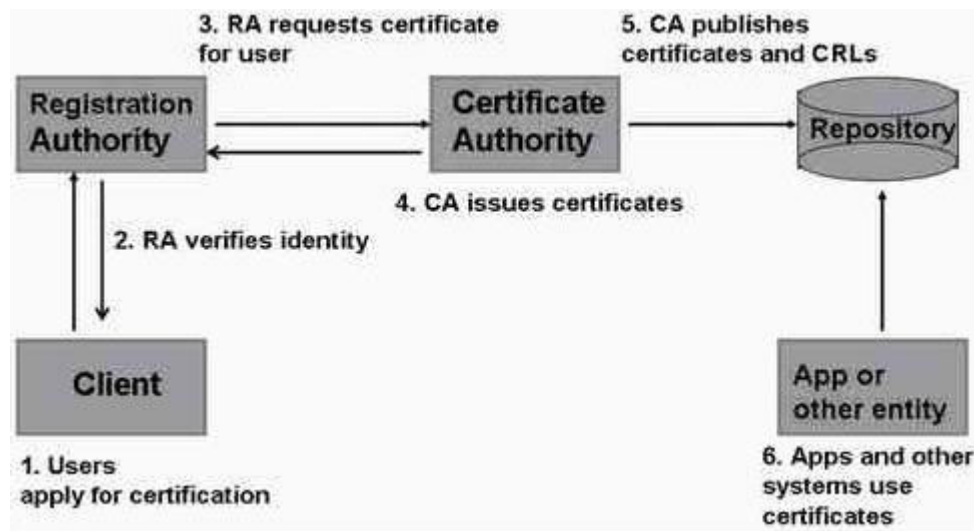 3. RA requests certificate
for user
5. CA publishes
certificates and CRLs
Registration
Authority
Certificate
Authority
Repository
4. CA issues certificates
2. RA verifies identity
Client
App or
other entity
1. Users
apply for certification
6. Apps and other
systems use
certificates